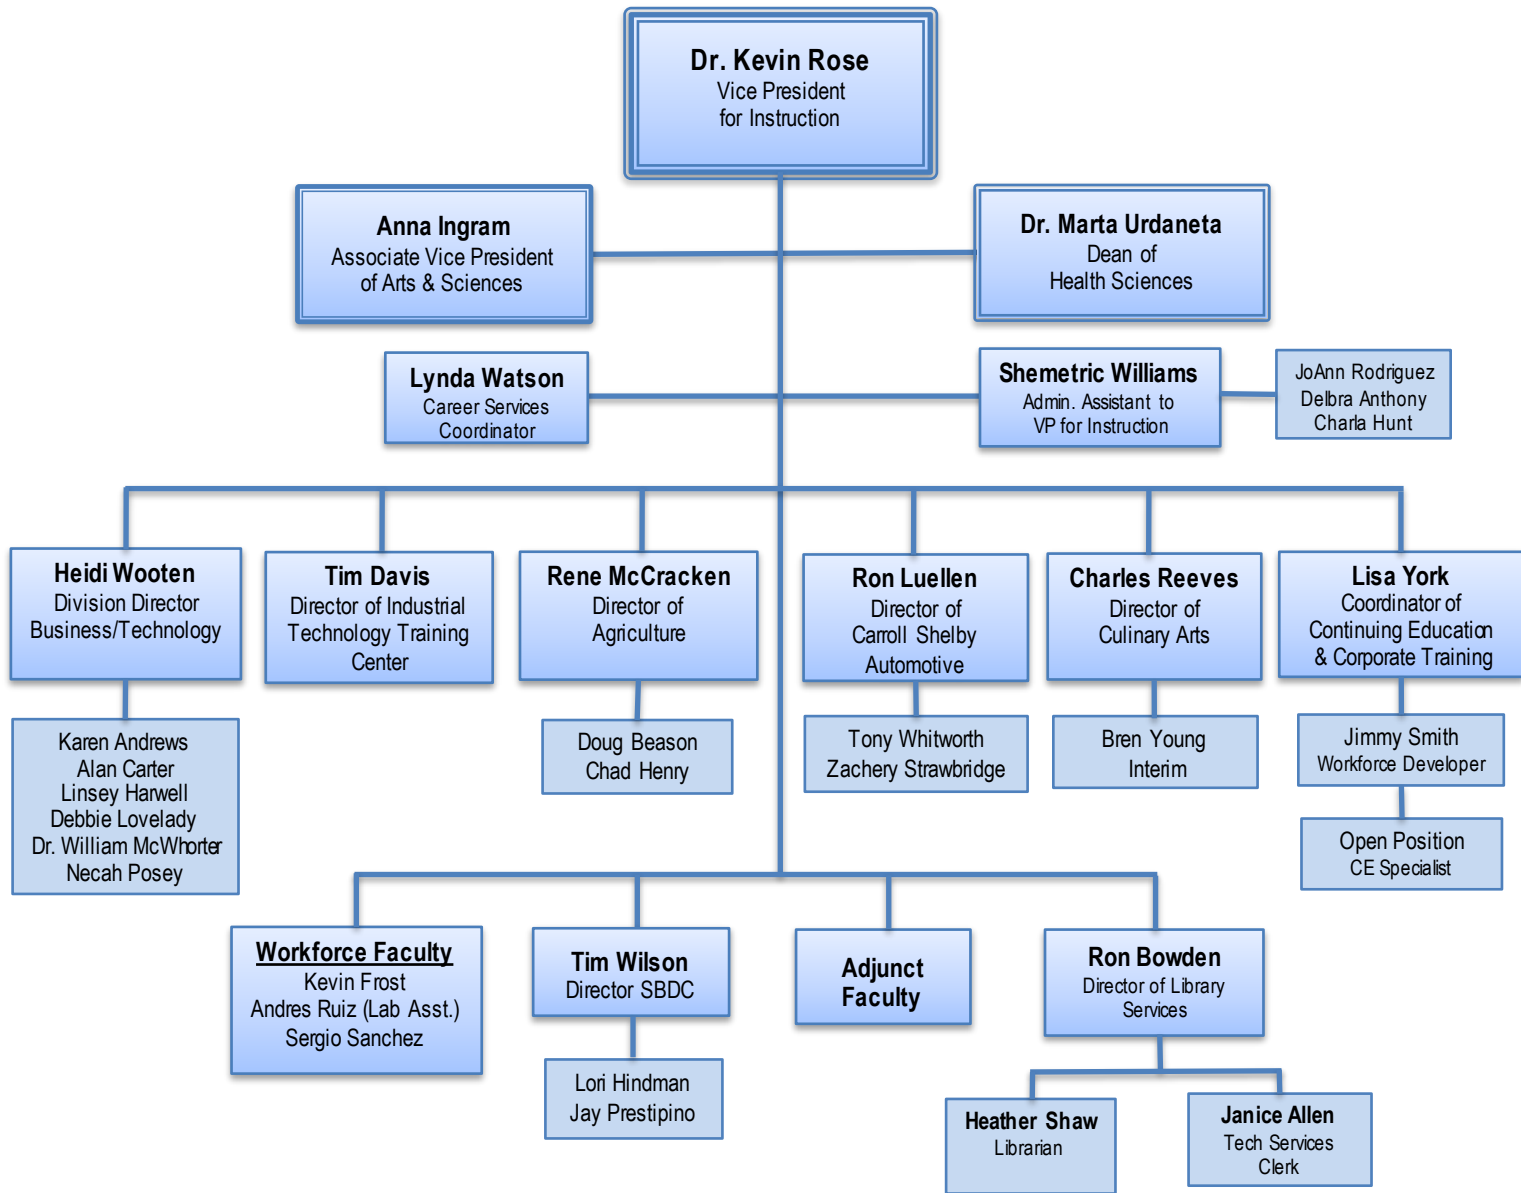 Dr. Kevin Rose
Vice President
for Instruction
Anna Ingram
Associate Vice President
of Arts & Sciences
Dr. Marta Urdaneta
Dean of
Health Sciences
Lynda Watson
Career Services
Coordinator
Shemetric Williams
Admin. Assistant to
VP for Instruction
JoAnn Rodriguez
Delbra Anthony
Charla Hunt
Heidi Wooten
Division Director
Business/Technology
Tim Davis
Director of Industrial
Technology Training
Center
Rene McCracken
Director of
Agriculture
Ron Luellen
Director of
Carroll Shelby
Automotive
Charles Reeves
Director of
Culinary Arts
Lisa York
Coordinator of
Continuing Education
& Corporate Training
Karen Andrews
Alan Carter
Linsey Harwell
Debbie Lovelady
Dr. William McWhorter
Necah Posey
Doug Beason
Chad Henry
Tony Whitworth
Zachery Strawbridge
Bren Young
Interim
Jimmy Smith
Workforce Developer
Open Position
CE Specialist
Workforce Faculty
Kevin Frost
Andres Ruiz (Lab Asst.)
Sergio Sanchez
Tim Wilson
Director SBDC
Adjunct
Faculty
Ron Bowden
Director of Library
Services
Lori Hindman
Jay Prestipino
Heather Shaw
Librarian
Janice Allen
Tech Services
Clerk